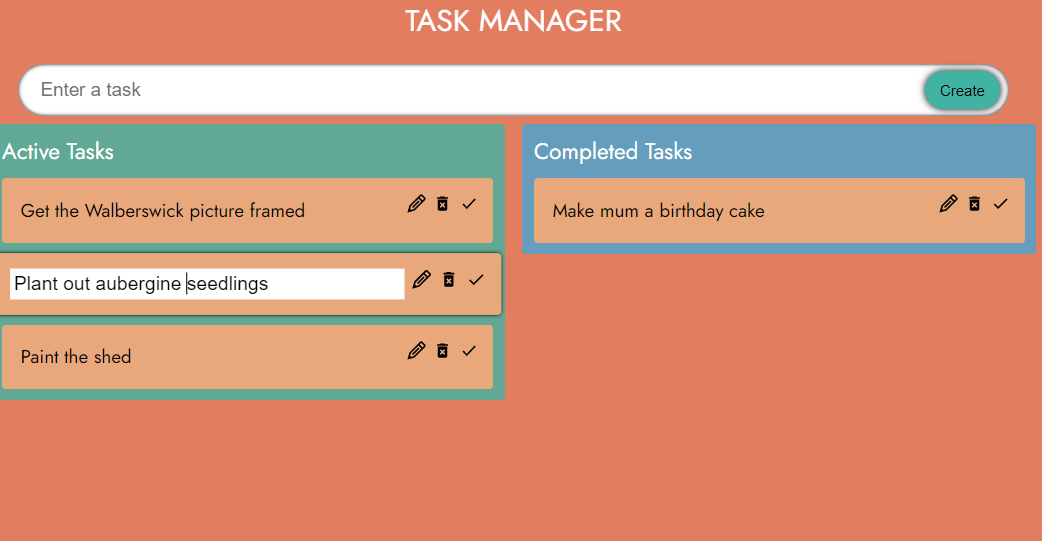 TASK MANAGER
Enter a task
Create
Active Tasks
Get the Walberswick picture framed
Plant out aubergine seedlings
Paint the shed
Completed Tasks
Make mum a birthday cake